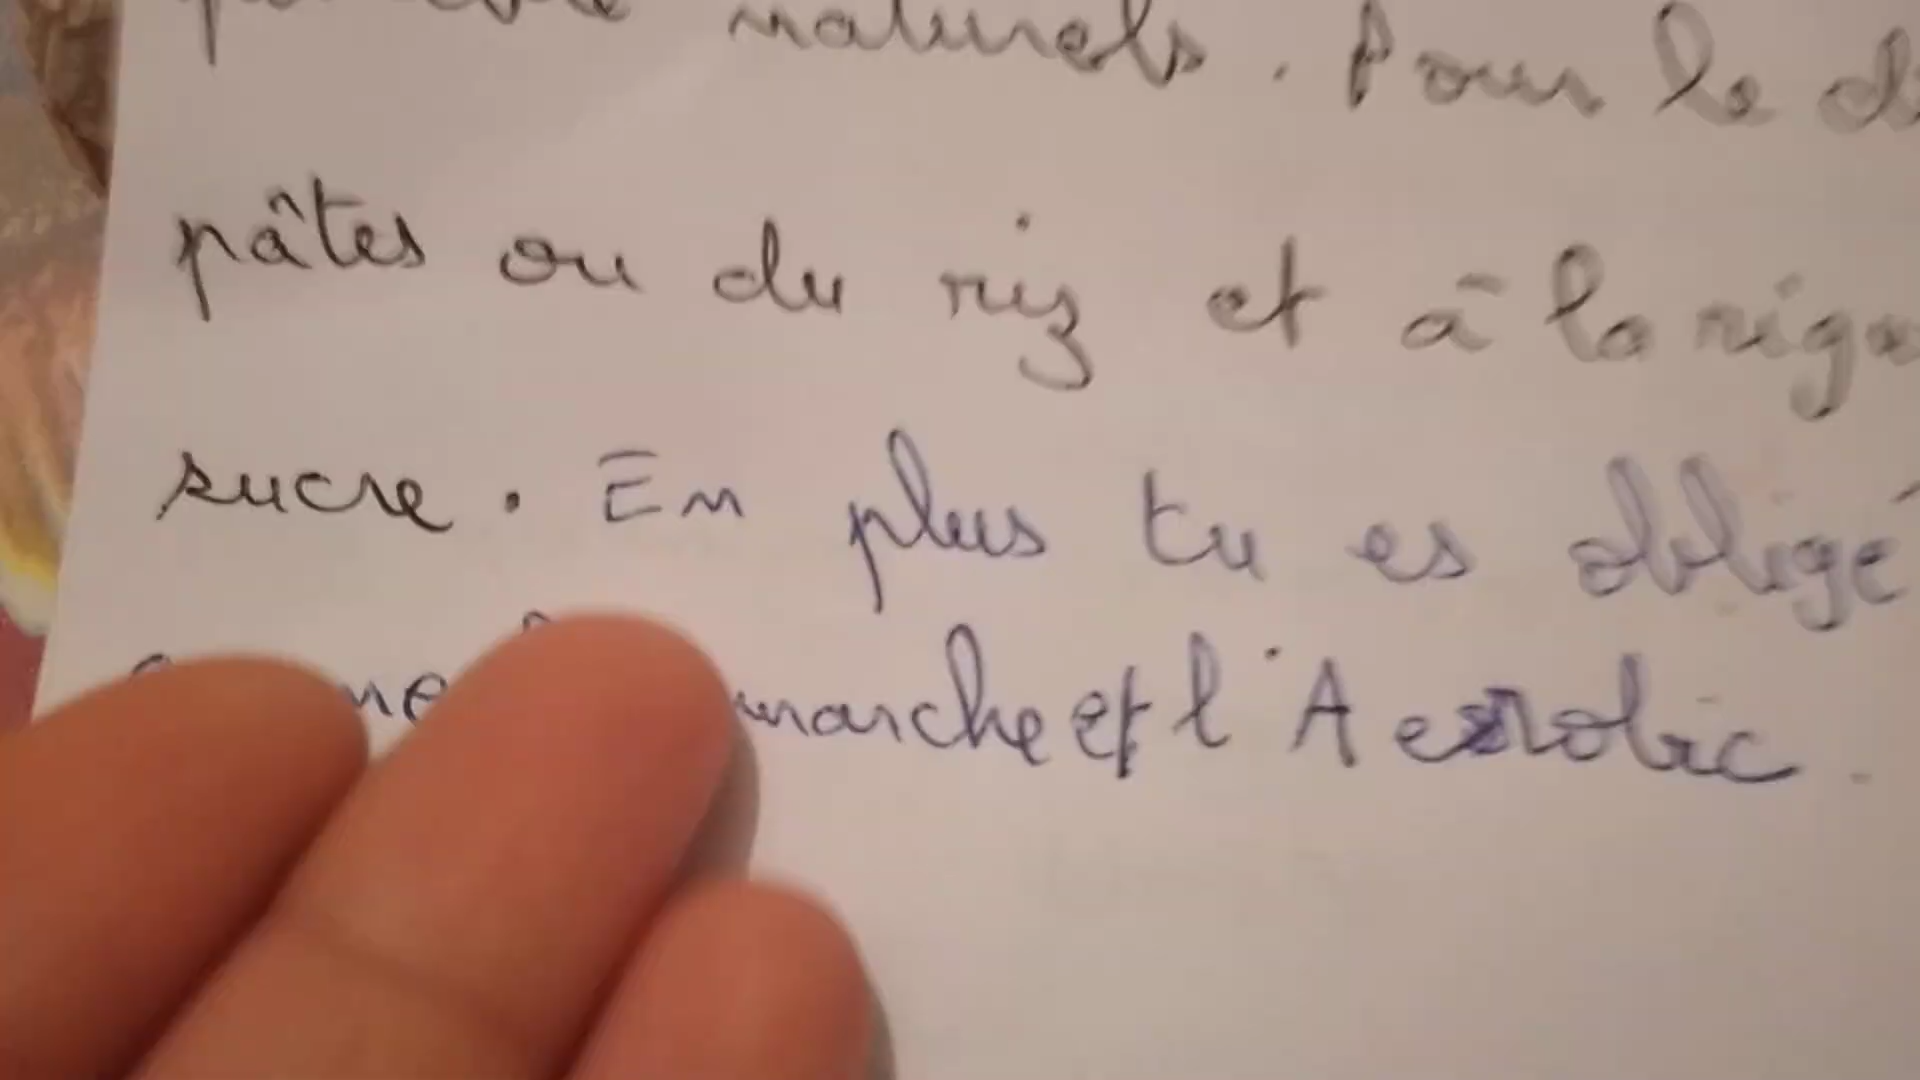 naturels. Pour le
pâtes ou du riz et à la
sucre. En plus tu es obligé
marche et l'Aerobic.